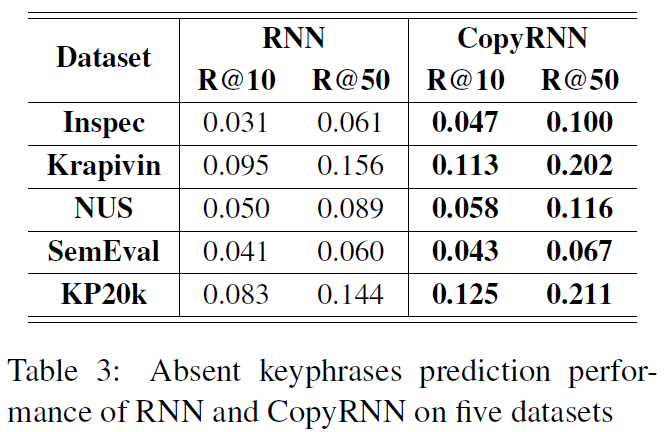 Dataset RNN CopyRNN
R@10 R@50 R@10 R@50
Inspec 0.031 0.061 0.047 0.100
Krapivin 0.095 0.156 0.113 0.202
NUS 0.050 0.089 0.058 0.116
SemEval 0.041 0.060 0.043 0.067
KP20k 0.083 0.144 0.125 0.211
Table 3: Absent keyphrases prediction perfor-
mance of RNN and CopyRNN on five datasets